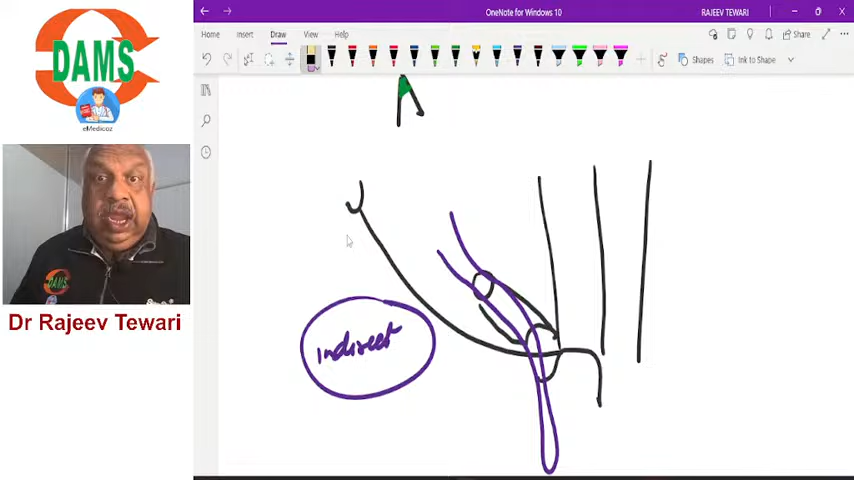 OneNote for Windows 10
RAJEEV TEWARI
Home Insert Draw View Help
Share
Shapes
Ink to Shape
DAMS
eMedicoz
DAMS
Dr Rajeev Tewari
Indirect